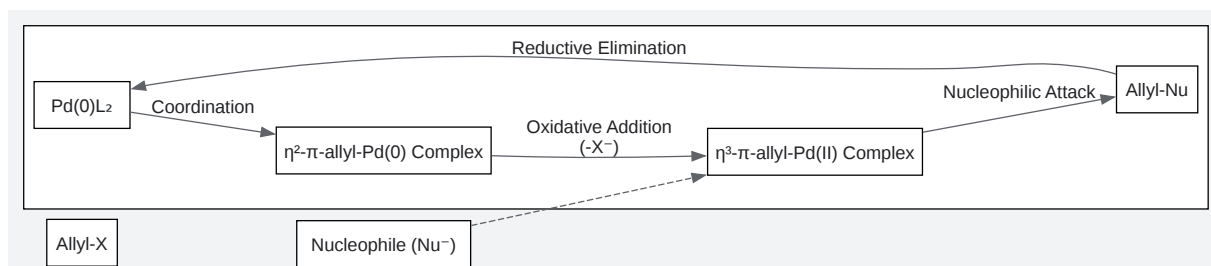 Reductive Elimination
Pd(0)L₂
Coordination
Nucleophilic Attack
Allyl-Nu
Oxidative Addition
(-X⁻)
η²-π-allyl-Pd(0) Complex
η³-π-allyl-Pd(II) Complex
Allyl-X
Nucleophile (Nu⁻)